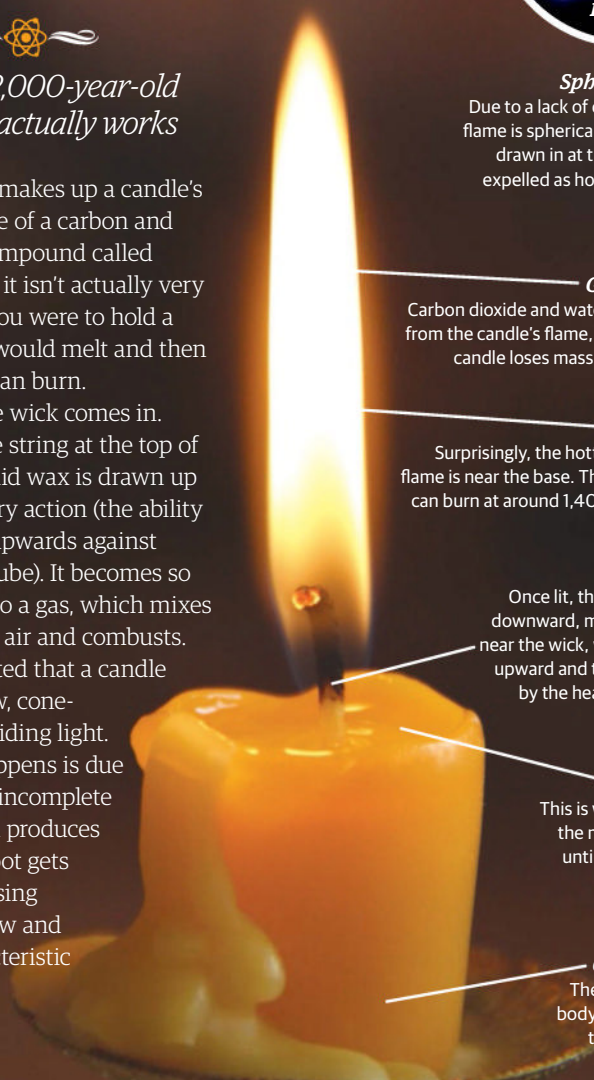 2,000-year-old
actually works
makes up a candle's
e of a carbon and
mpound called
it isn't actually very
ou were to hold a
would melt and then
an burn.
e wick comes in.
e string at the top of
uid wax is drawn up
ry action (the ability
upwards against
ube). It becomes so
o a gas, which mixes
air and combusts.
ted that a candle
w, cone-
iding light.
ppens is due
incomplete
produces
oot gets
sing
w and
teristic
Sph
Due to a lack of
flame is spherica
drawn in at t
expelled as ho
C
Carbon dioxide and wate
from the candle's flame,
candle loses mass
Surprisingly, the hott
flame is near the base. Th
can burn at around 1,40
Once lit, th
downward, m
near the wick,
upward and t
by the hea
This is
the
unti
The
body
t